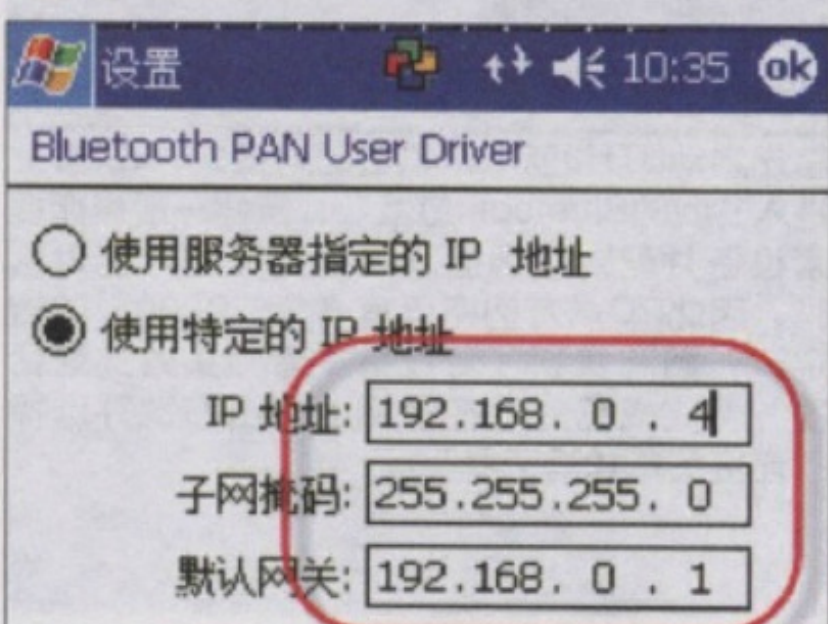 设置 10:35 ok
Bluetooth PAN User Driver
使用服务器指定的 IP 地址
使用特定的 IP 地址
IP 地址: 192.168. 0 . 4
子网掩码: 255.255.255. 0
默认网关: 192.168. 0 . 1